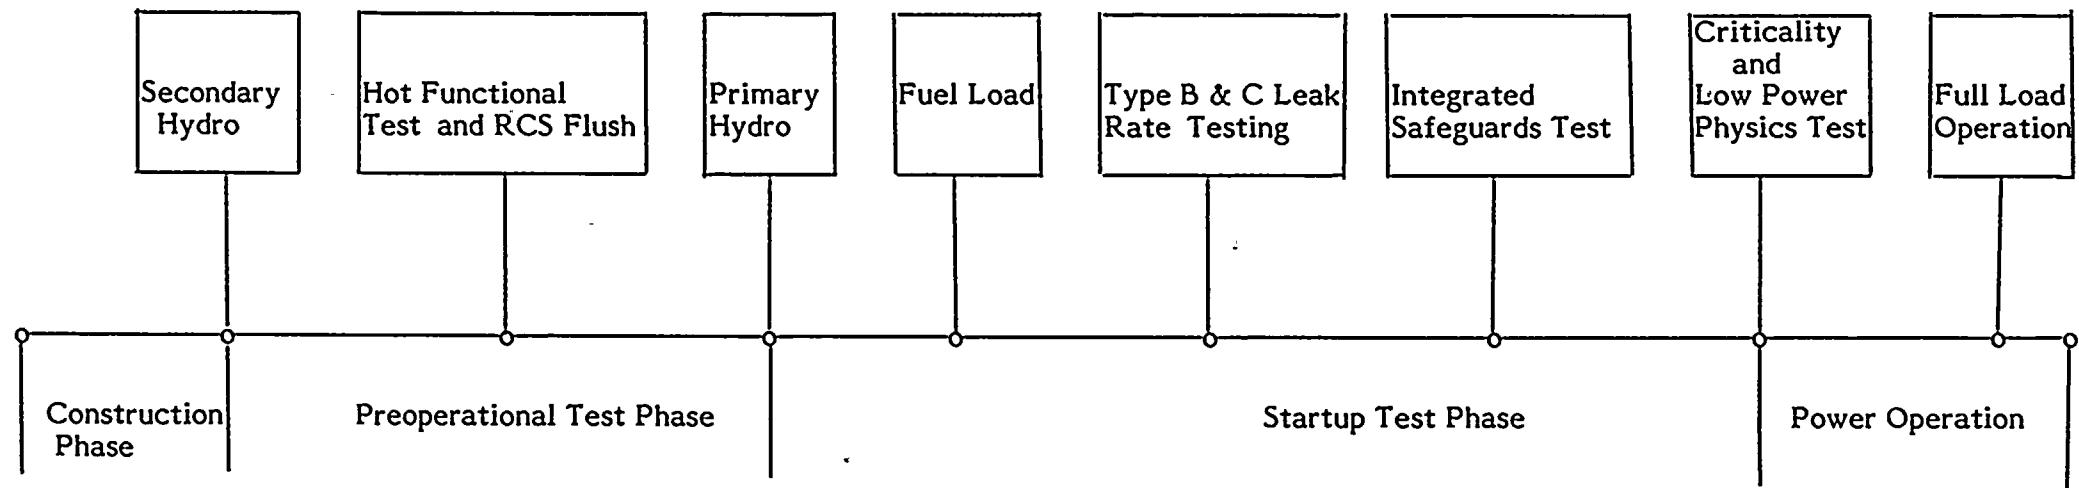 Secondary
Hydro
Hot Functional
Test and RCS Flush
Primary
Hydro
Fuel Load
Type B & C Leak
Rate Testing
Integrated
Safeguards Test
Criticality
and
Low Power
Physics Test
Full Load
Operation
Construction
Phase
Preoperational Test Phase
Startup Test Phase
Power Operation